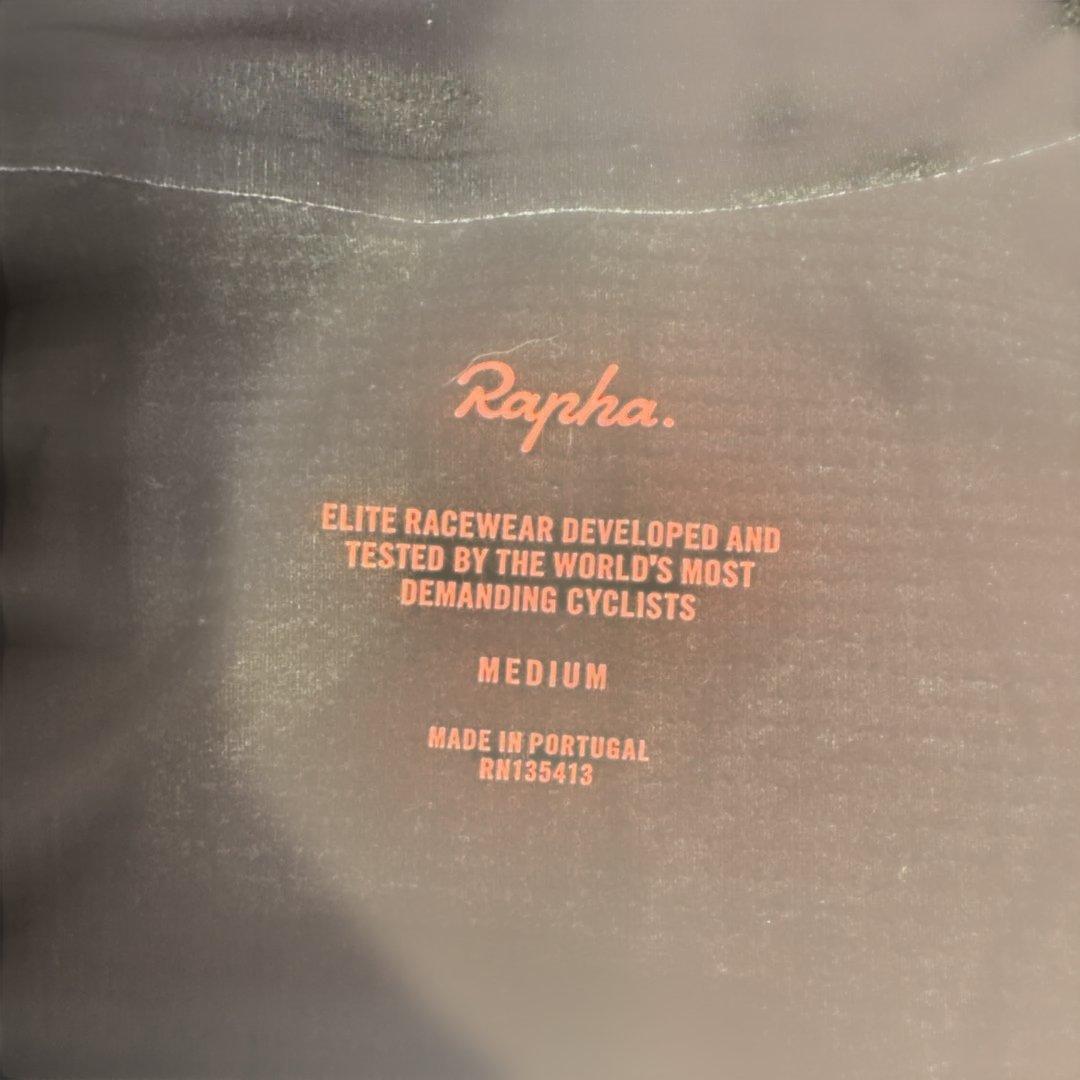 Rapha.
ELITE RACEWEAR DEVELOPED AND
TESTED BY THE WORLD'S MOST
DEMANDING CYCLISTS
MEDIUM
MADE IN PORTUGAL
RN135413